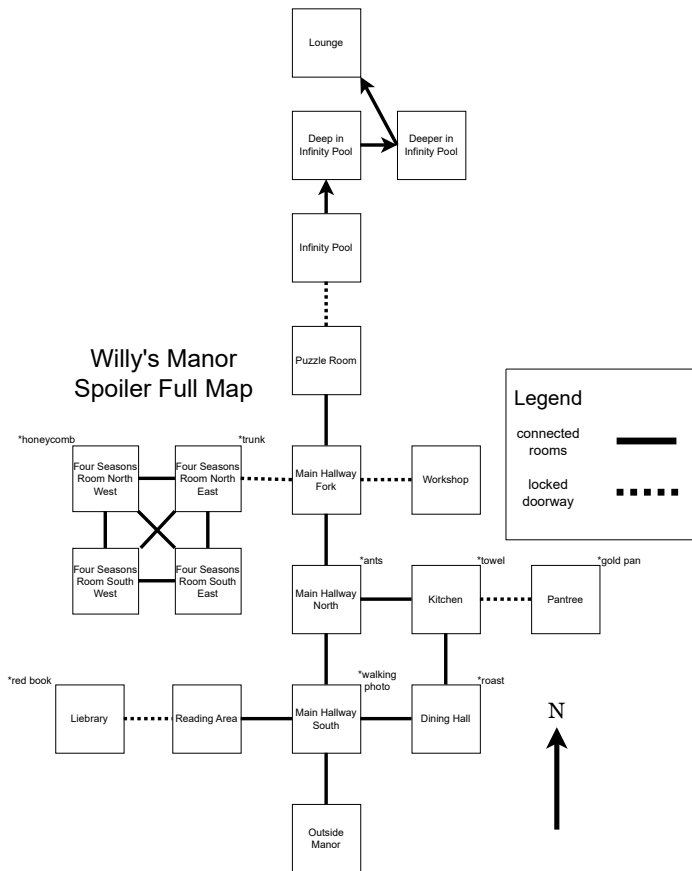 Lounge
Deep in
Infinity Pool
Deeper in
Infinity Pool
Infinity Pool
Puzzle Room
Willy's Manor
Spoiler Full Map
Legend
connected
rooms
locked
doorway
*honeycomb
*trunk
Four Seasons
Room North
West
Four Seasons
Room North
East
Main Hallway
Fork
Workshop
Four Seasons
Room South
West
Four Seasons
Room South
East
*ants
*towel
*gold pan
Main Hallway
North
Kitchen
Pantree
*red book
*walking
photo
*roast
Liebrary
Reading Area
Main Hallway
South
Dining Hall
N
Outside
Manor